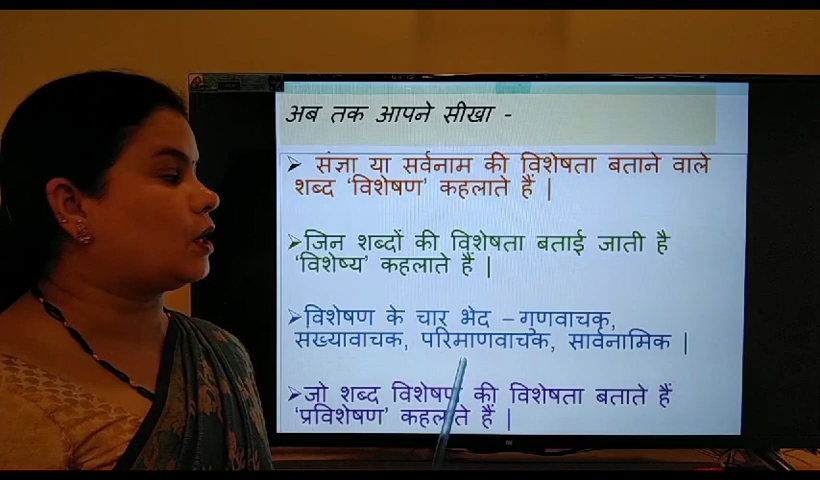 अब तक आपने सीखा -
➤ संज्ञा या सर्वनाम की विशेषता बताने वाले
शब्द 'विशेषण' कहलाते हैं |
➤जिन शब्दों की विशेषता बताई जाती है
'विशेष्य' कहलाते हैं |
➤विशेषण के चार भेद – गुणवाचक,
संख्यावाचक, परिमाणवाचक, सार्वनामिक |
➤जो शब्द विशेषण की विशेषता बताते हैं
'प्रविशेषण' कहलाते हैं |